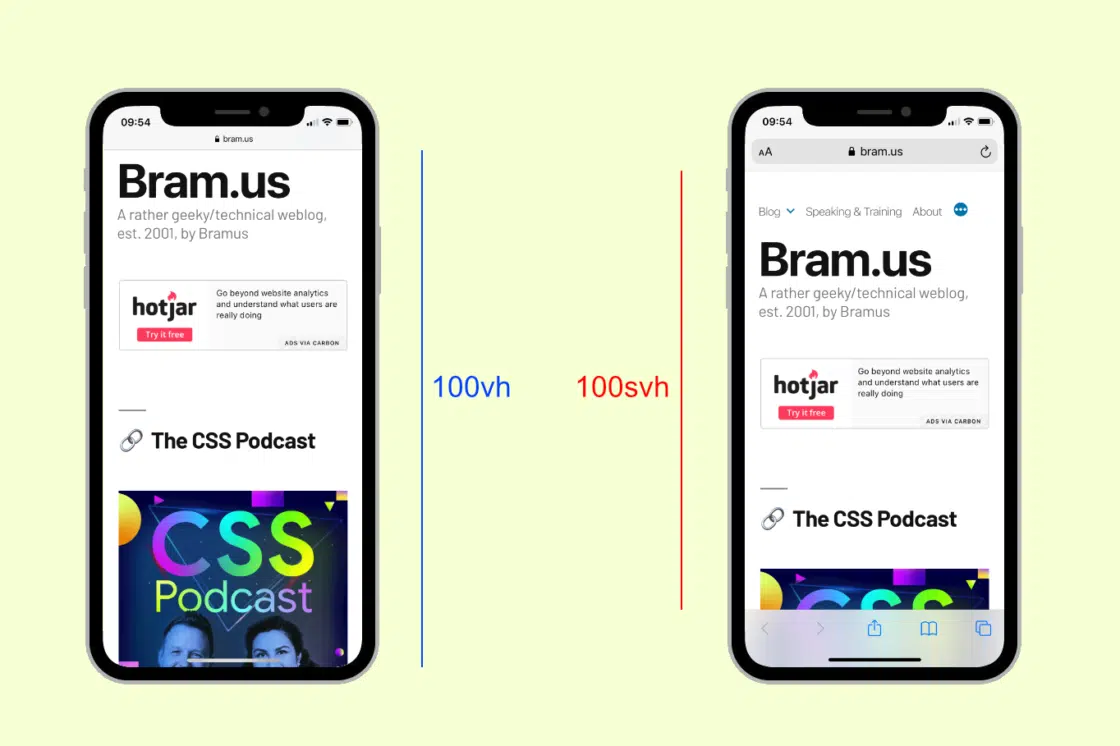 09:54
bram.us
Bram.us
A rather geeky/technical weblog,
est. 2001, by Bramus
hotjar
Try it free
Go beyond website analytics
and understand what users are
really doing
ADS VIA CARBON
The CSS Podcast
CSS
Podcast
100vh
100svh
09:54
AA
bram.us
Blog
Speaking & Training
About
Bram.us
A rather geeky/technical weblog,
est. 2001, by Bramus
hotjar
Try it free
Go beyond website analytics
and understand what users are
really doing
ADS VIA CARBON
The CSS Podcast
CSS